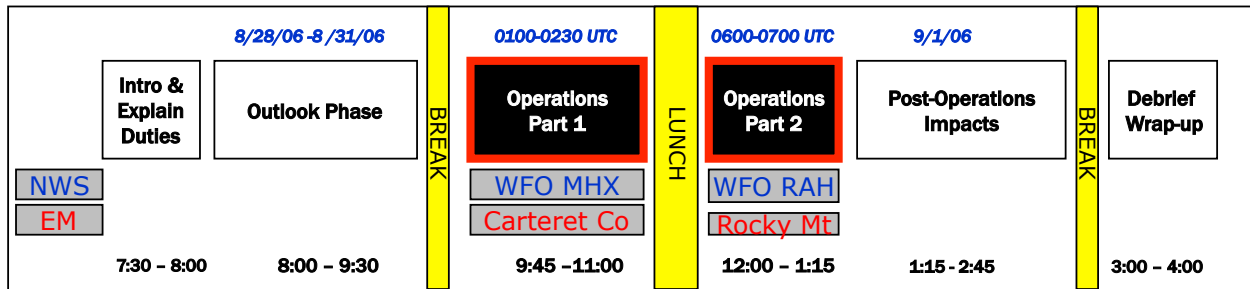 8/28/06 -8 /31/06
0100-0230 UTC
0600-0700 UTC
9/1/06
Intro &
Explain
Duties
Outlook Phase
BREAK
Operations
Part 1
LUNCH
Operations
Part 2
Post-Operations
Impacts
BREAK
Debrief
Wrap-up
NWS
WFO MHX
WFO RAH
EM
Carteret Co
Rocky Mt
7:30 – 8:00
8:00 – 9:30
9:45 –11:00
12:00 – 1:15
1:15 - 2:45
3:00 – 4:00